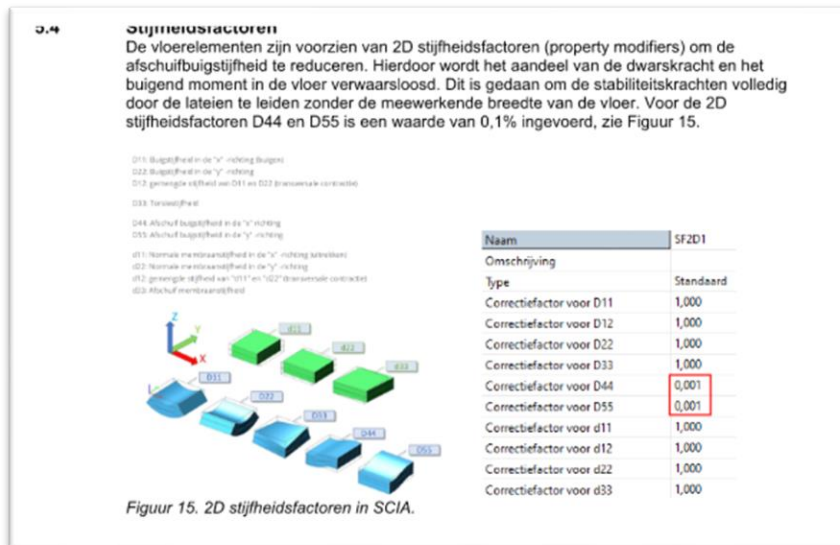 5.4 Stijfheidsfactoren
De vloerelementen zijn voorzien van 2D stijfheidsfactoren (property modifiers) om de
afschuifbuigstijfheid te reduceren. Hierdoor wordt het aandeel van de dwarskracht en het
buigend moment in de vloer verwaarsloosd. Dit is gedaan om de stabiliteitskrachten volledig
door de lateien te leiden zonder de meewerkende breedte van de vloer. Voor de 2D
stijfheidsfactoren D44 en D55 is een waarde van 0,1% ingevoerd, zie Figuur 15.
D11: Buigstijfheid in de "x" -richting (buigen)
D22: Buigstijfheid in de "y" -richting
D12: gemengde stijfheid van D11 en D22 (transversale contractie)
D33: Torsiestijfheid
D44: Afschuif buigstijfheid in de "x" richting
D55: Afschuif buigstijfheid in de "y" -richting
d11: Normale membraanstijfheid in de "x" -richting (uitrekken)
d22: Normale membraanstijfheid in de "y" -richting
d12: gemengde stijfheid van "d11" en "d22" (transversale contractie)
d33: Afschuif membraanstijfheid
Naam SF2D1
Omschrijving
Type Standaard
Correctiefactor voor D11 1,000
Correctiefactor voor D12 1,000
Correctiefactor voor D22 1,000
Correctiefactor voor D33 1,000
Correctiefactor voor D44 0,001
Correctiefactor voor D55 0,001
Correctiefactor voor d11 1,000
Correctiefactor voor d12 1,000
Correctiefactor voor d22 1,000
Correctiefactor voor d33 1,000
Z
Y
X
d11
d22
d33
D11
D22
D33
D44
D55
Figuur 15. 2D stijfheidsfactoren in SCIA.